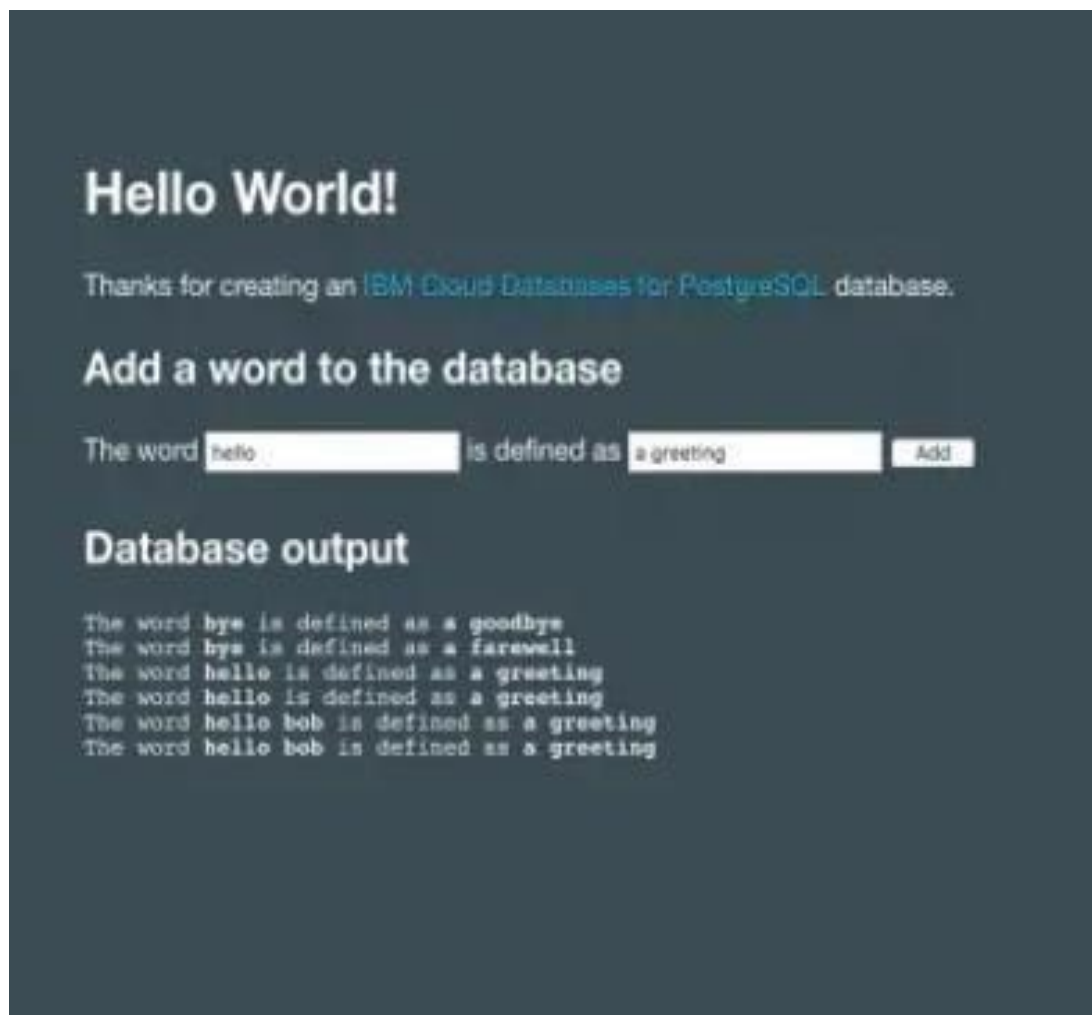 Hello World!
Thanks for creating an IBM Cloud Databases for PostgreSQL database.
Add a word to the database
The word hello is defined as a greeting Add
Database output
The word bye is defined as a goodbye
The word bye is defined as a farewell
The word hello is defined as a greeting
The word hello is defined as a greeting
The word hello bob is defined as a greeting
The word hello bob is defined as a greeting